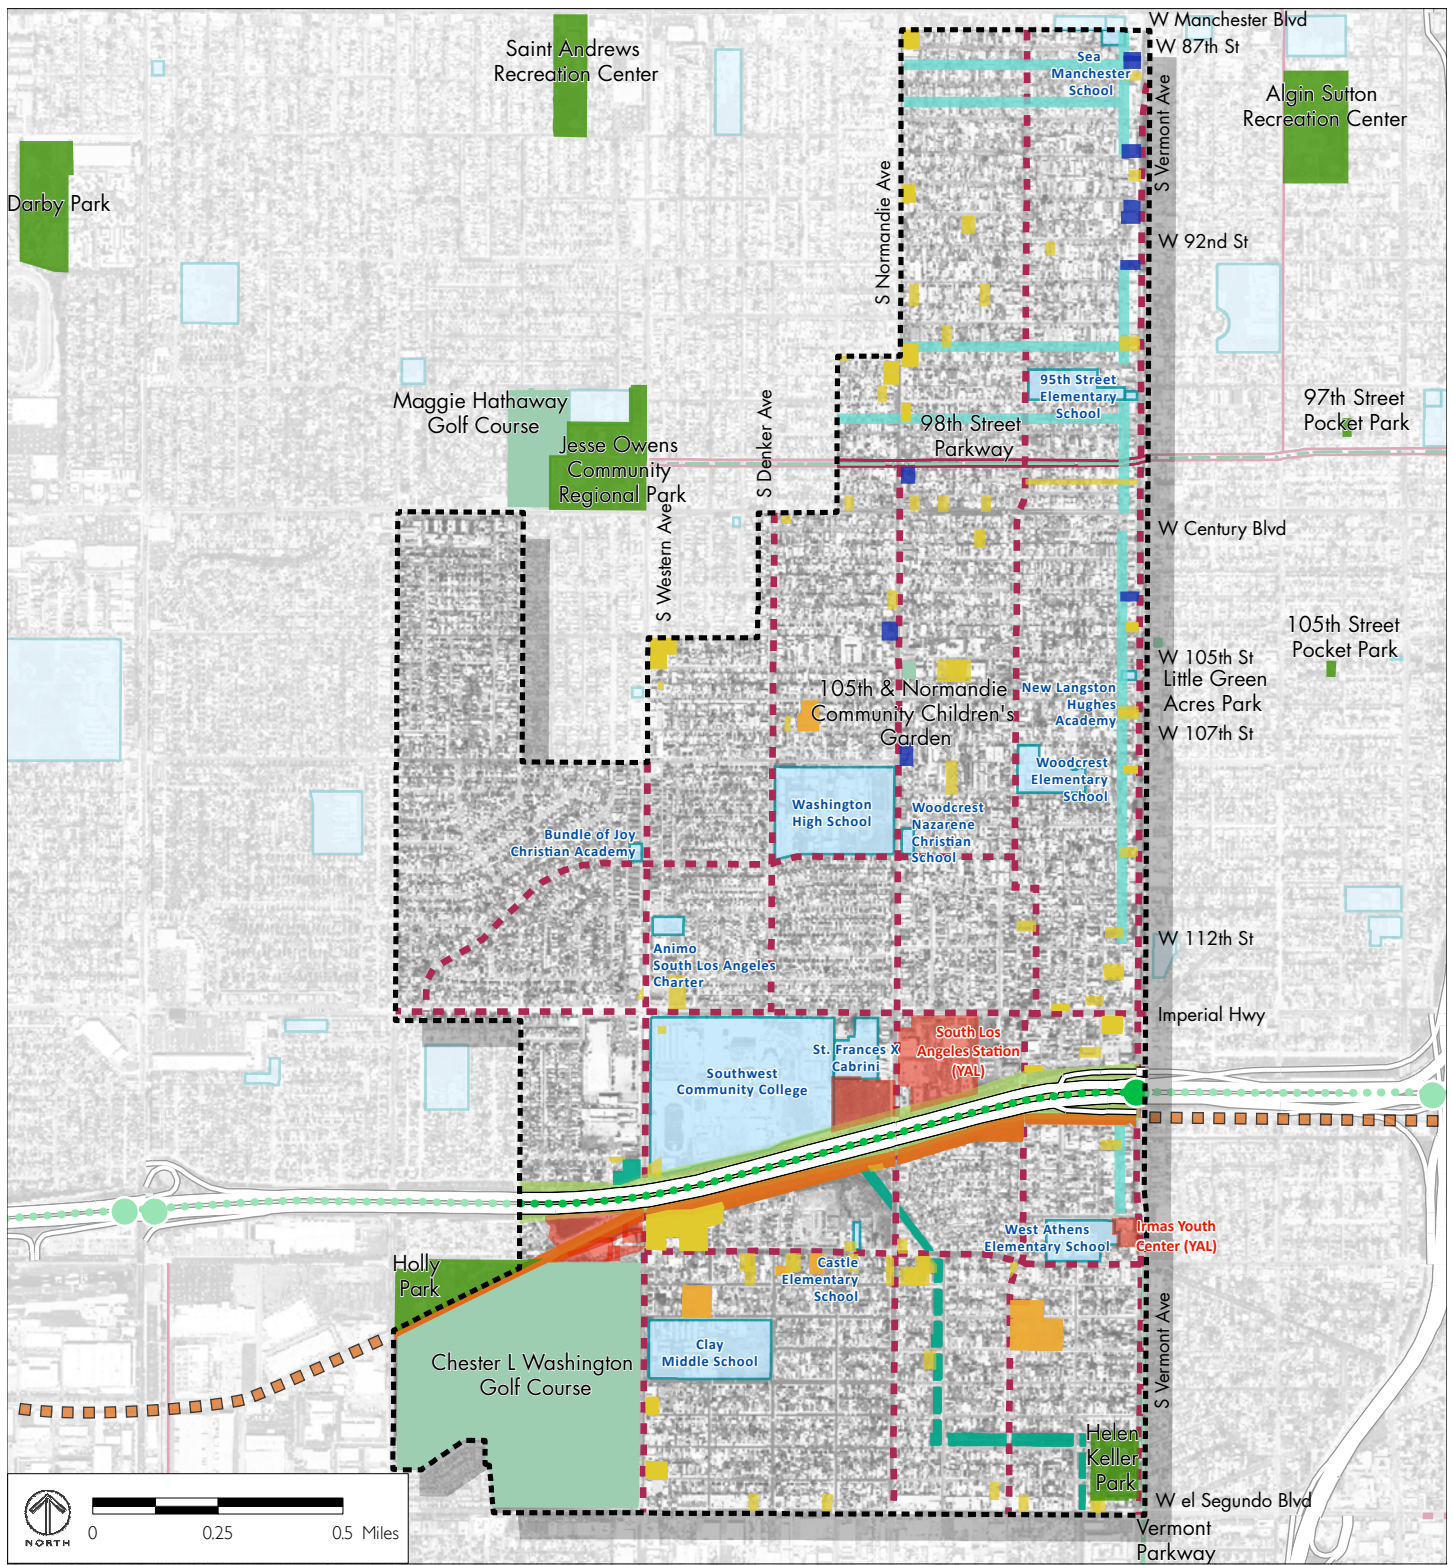 W Manchester Blvd
W 87th St
Saint Andrews
Recreation Center
Sea
Manchester
School
S Vermont Ave
Algin Sutton
Recreation Center
Darby Park
S Normandie Ave
W 92nd St
95th Street
Elementary
School
97th Street
Pocket Park
Maggie Hathaway
Golf Course
S Denker Ave
98th Street
Parkway
Jesse Owens
Community
Regional Park
S Western Ave
W Century Blvd
105th Street
Pocket Park
W 105th St
Little Green
Acres Park
105th & Normandie
Community Children's
Garden
New Langston
Hughes
Academy
W 107th St
Woodcrest
Elementary
School
Washington
High School
Woodcrest
Nazarene
Christian
School
Bundle of Joy
Christian Academy
Animo
South Los Angeles
Charter
W 112th St
Imperial Hwy
South Los
Angeles Station
(YAL)
St. Frances X
Cabrini
Southwest
Community College
West Athens
Elementary School
Irmas Youth
Center (YAL)
Holly
Park
Castle
Elementary
School
S Vermont Ave
Clay
Middle School
Chester L Washington
Golf Course
Helen
Keller
Park
W el Segundo Blvd
Vermont
Parkway
NORTH
0 0.25 0.5 Miles